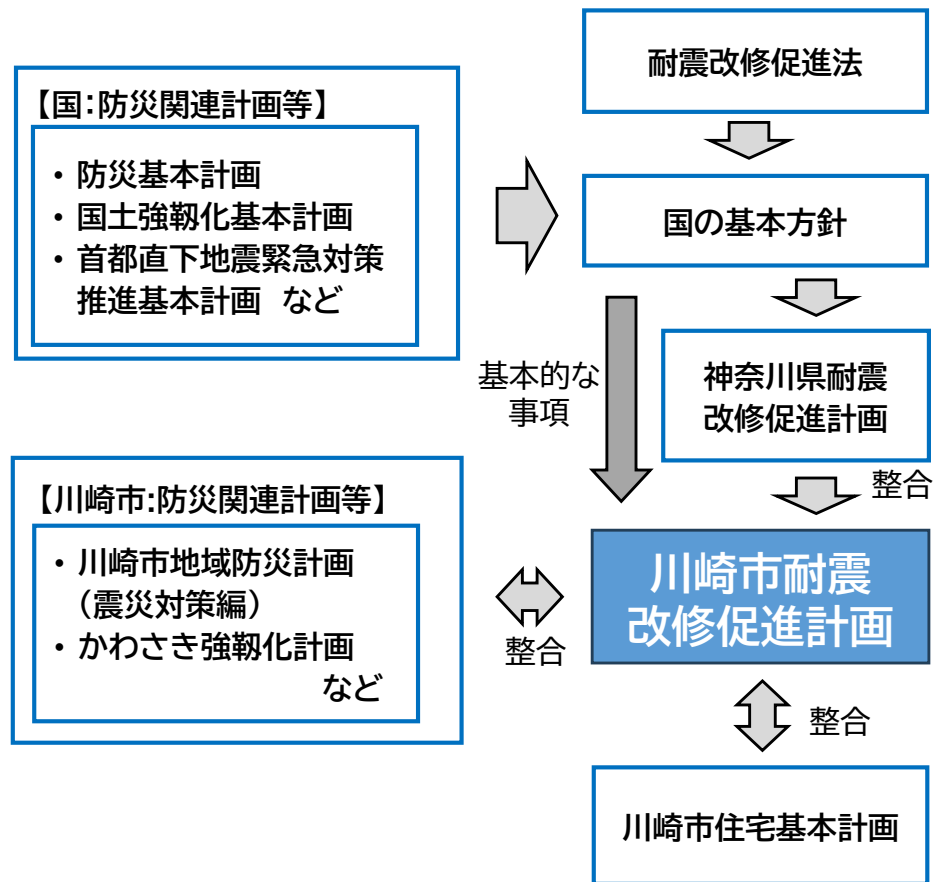 耐震改修促進法
【国：防災関連計画等】
・防災基本計画
・国土強靱化基本計画
・首都直下地震緊急対策
推進基本計画　など
国の基本方針
基本的な
事項
神奈川県耐震
改修促進計画
整合
【川崎市:防災関連計画等】
・川崎市地域防災計画
（震災対策編）
・かわさき強靱化計画
など
整合
川崎市耐震
改修促進計画
整合
川崎市住宅基本計画